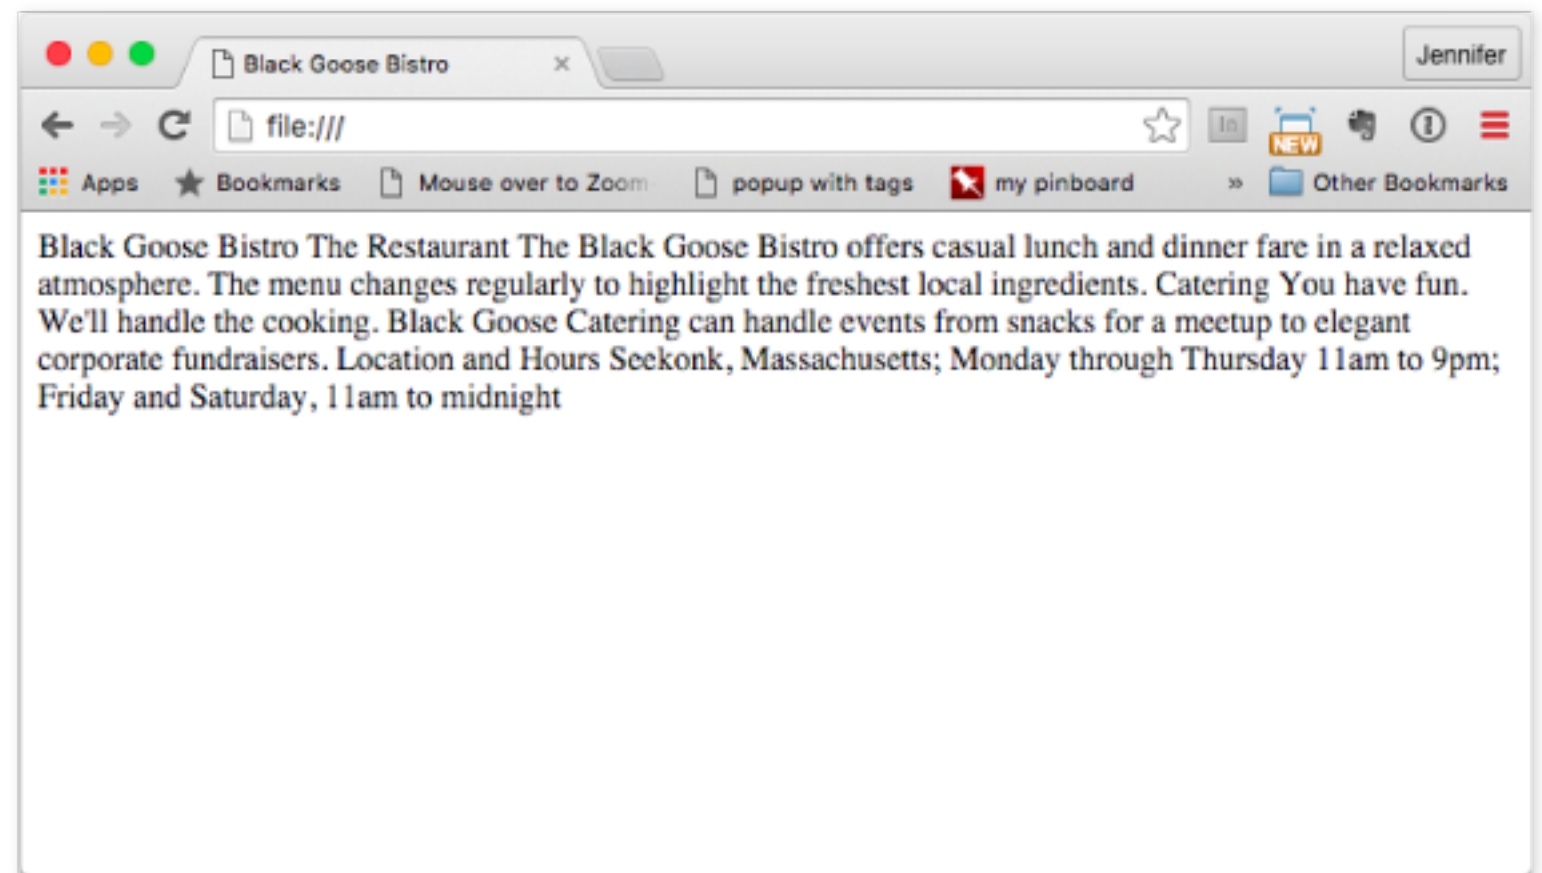 Black Goose Bistro
Jennifer
file:///
In
NEW
Apps
Bookmarks
Mouse over to Zoom
popup with tags
my pinboard
»
Other Bookmarks
Black Goose Bistro The Restaurant The Black Goose Bistro offers casual lunch and dinner fare in a relaxed
atmosphere. The menu changes regularly to highlight the freshest local ingredients. Catering You have fun.
We'll handle the cooking. Black Goose Catering can handle events from snacks for a meetup to elegant
corporate fundraisers. Location and Hours Seekonk, Massachusetts; Monday through Thursday 11am to 9pm;
Friday and Saturday, 11am to midnight